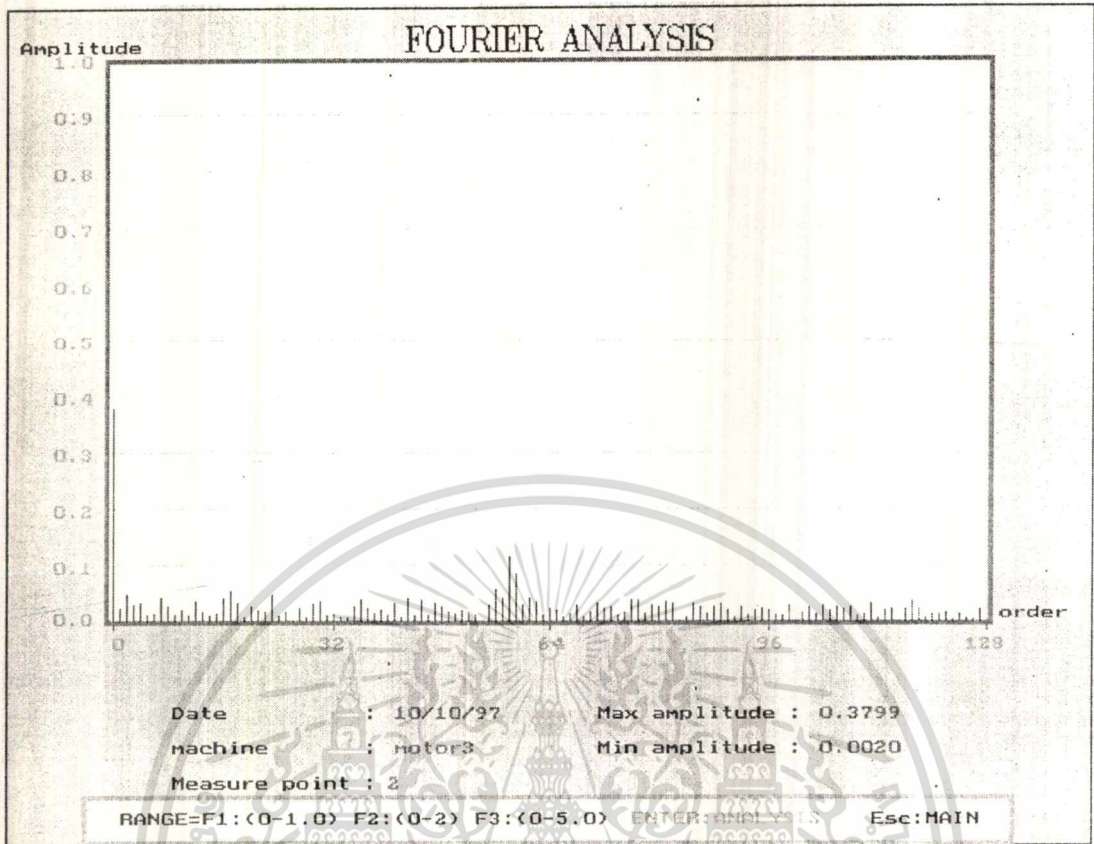 FOURIER ANALYSIS
Amplitude
1.0
0.9
0.8
0.7
0.6
0.5
0.4
0.3
0.2
0.1
0.0
order
0 32 64 96 128
Date : 10/10/97 Max amplitude : 0.3799
machine : motor3 Min amplitude : 0.0020
Measure point : 2
RANGE=F1:(0-1.0) F2:(0-2) F3:(0-5.0) ENTER:ANALYSIS Esc:MAIN